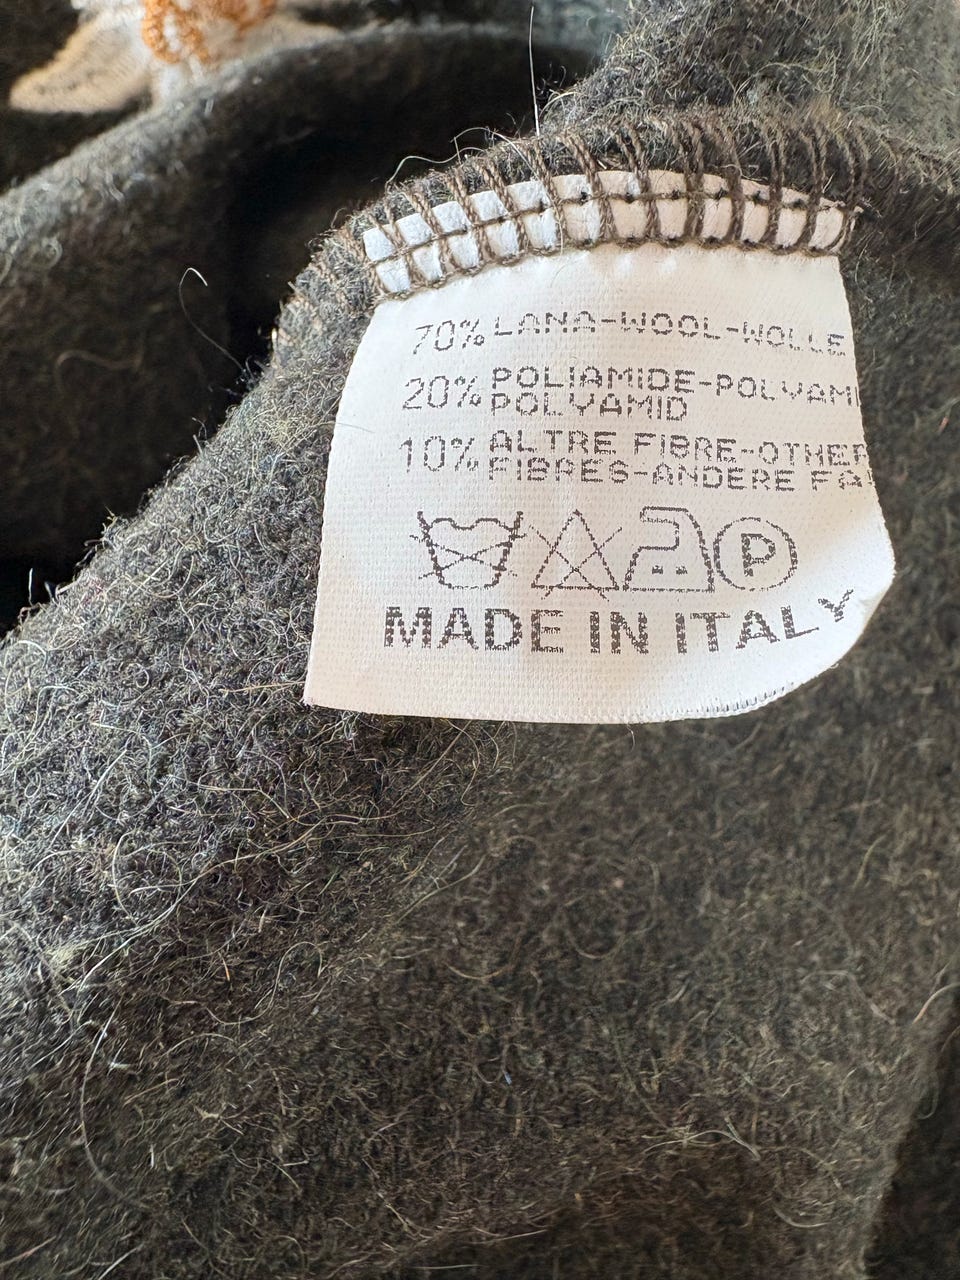 70% LANA-WOOL-WOLLE
20% POLIAMIDE-POLYAMI
POLYAMID
10% ALTRE FIBRE-OTHER
FIBRES-ANDERE FA
P
MADE IN ITALY